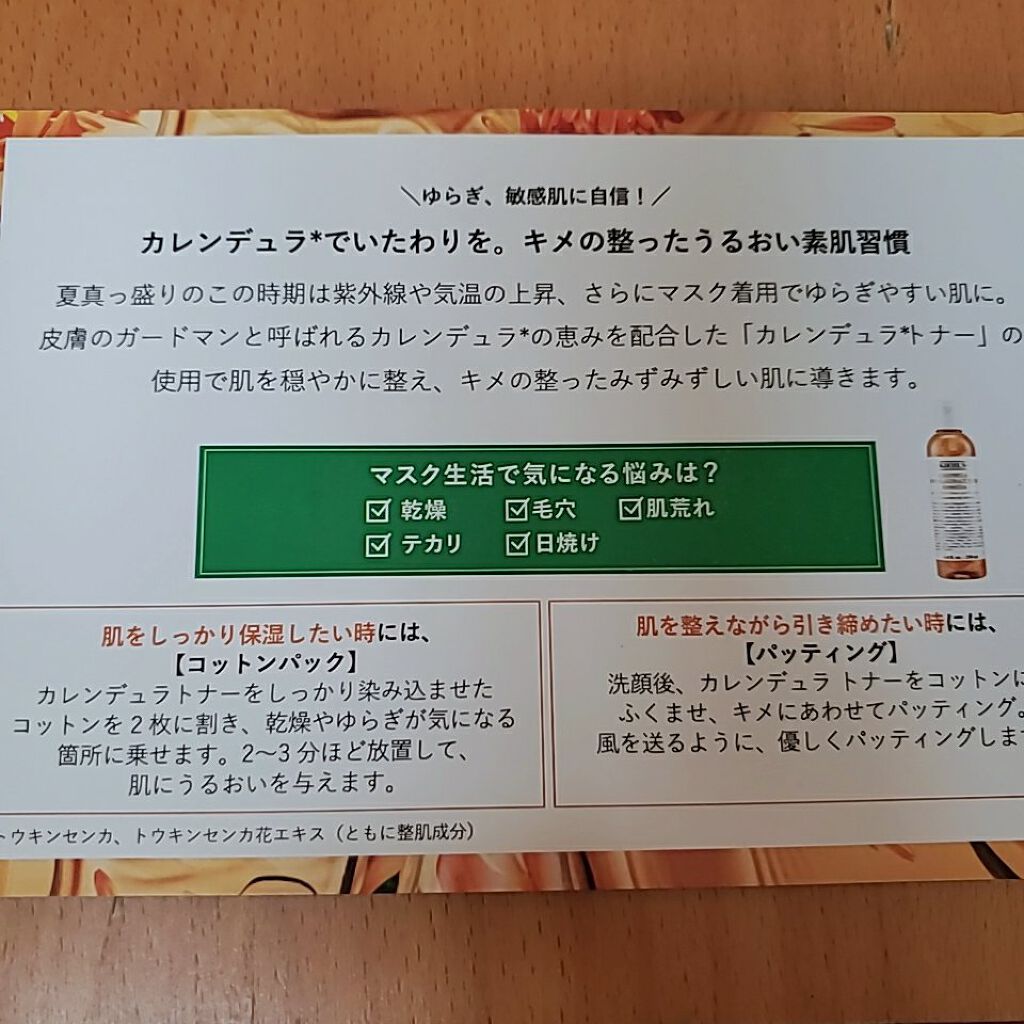 ＼ゆらぎ、敏感肌に自信！／
カレンデュラ*でいたわりを。キメの整ったうるおい素肌習慣
夏真っ盛りのこの時期は紫外線や気温の上昇、さらにマスク着用でゆらぎやすい肌に。
皮膚のガードマンと呼ばれるカレンデュラ*の恵みを配合した「カレンデュラ*トナー」の
使用で肌を穏やかに整え、キメの整ったみずみずしい肌に導きます。
マスク生活で気になる悩みは？
☑ 乾燥 ☑毛穴 ☑肌荒れ
☑ テカリ ☑日焼け
KIEHL'S
肌をしっかり保湿したい時には、
【コットンパック】
カレンデュラトナーをしっかり染み込ませた
コットンを２枚に割き、乾燥やゆらぎが気になる
箇所に乗せます。2～3分ほど放置して、
肌にうるおいを与えます。
肌を整えながら引き締めたい時には、
【パッティング】
洗顔後、カレンデュラ トナーをコットンに
ふくませ、キメにあわせてパッティング。
風を送るように、優しくパッティングします
トウキンセンカ、トウキンセンカ花エキス（ともに整肌成分）